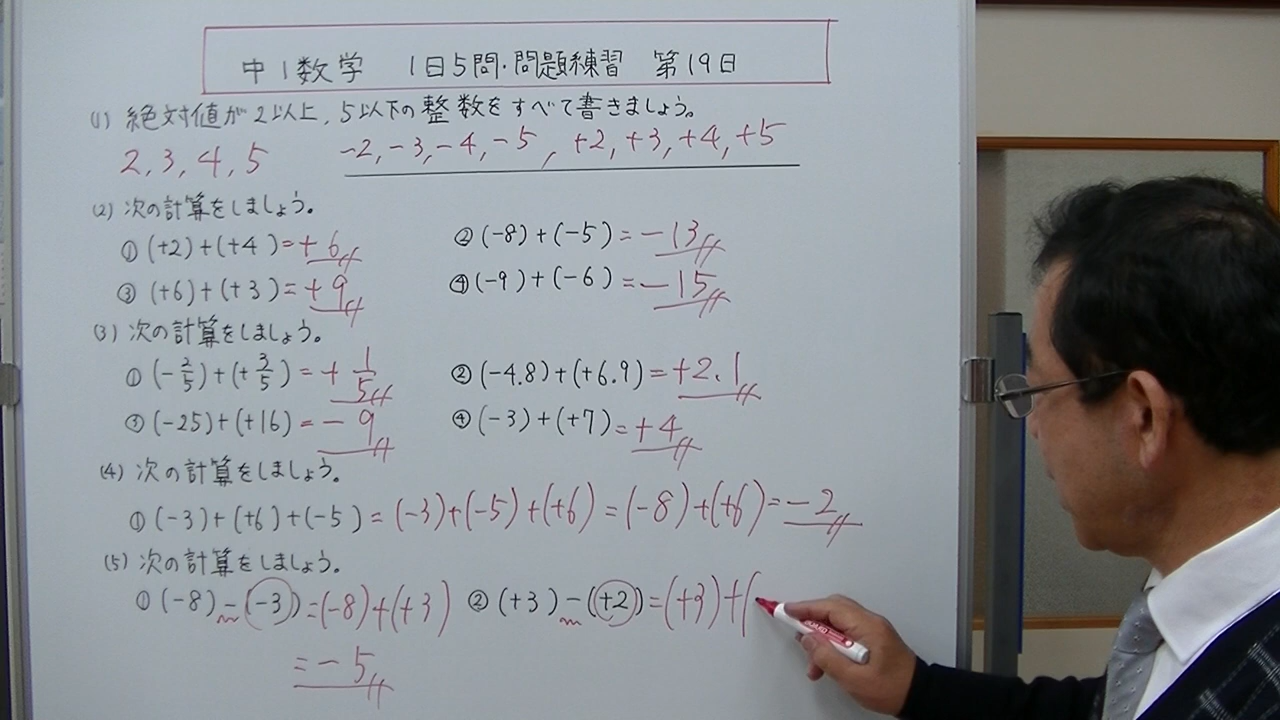 中1数学 1日5問・問題練習 第19日
(1) 絶対値が2以上,5以下の整数をすべて書きましょう。
2,3,4,5 -2,-3,-4,-5, +2,+3,+4,+5
(2) 次の計算をしましょう。
① (+2)+(+4)=+6 ② (-8)+(-5)=-13
③ (+6)+(+3)=+9 ④ (-9)+(-6)=-15
(3) 次の計算をしましょう。
① (-2/5)+(+3/5)=+1/5 ② (-4.8)+(+6.9)=+2.1
③ (-25)+(+16)=-9 ④ (-3)+(+7)=+4
(4) 次の計算をしましょう。
① (-3)+(+6)+(-5)=(-3)+(-5)+(+6)=(-8)+(+6)=-2
(5) 次の計算をしましょう。
① (-8)-(-3)=(-8)+(+3) ② (+3)-(+2)=(+3)+(
=-5